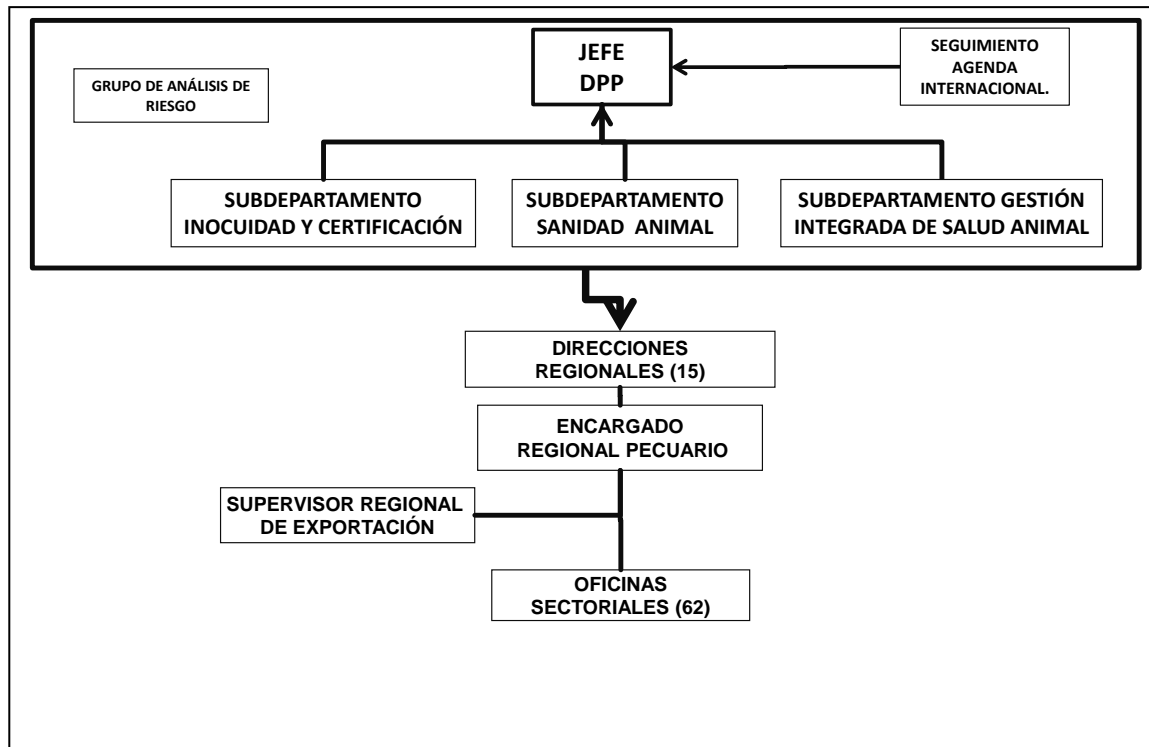 JEFE
DPP
SEGUIMIENTO
AGENDA
INTERNACIONAL.
GRUPO DE ANÁLISIS DE
RIESGO
SUBDEPARTAMENTO
INOCUIDAD Y CERTIFICACIÓN
SUBDEPARTAMENTO
SANIDAD ANIMAL
SUBDEPARTAMENTO GESTIÓN
INTEGRADA DE SALUD ANIMAL
DIRECCIONES
REGIONALES (15)
ENCARGADO
REGIONAL PECUARIO
SUPERVISOR REGIONAL
DE EXPORTACIÓN
OFICINAS
SECTORIALES (62)